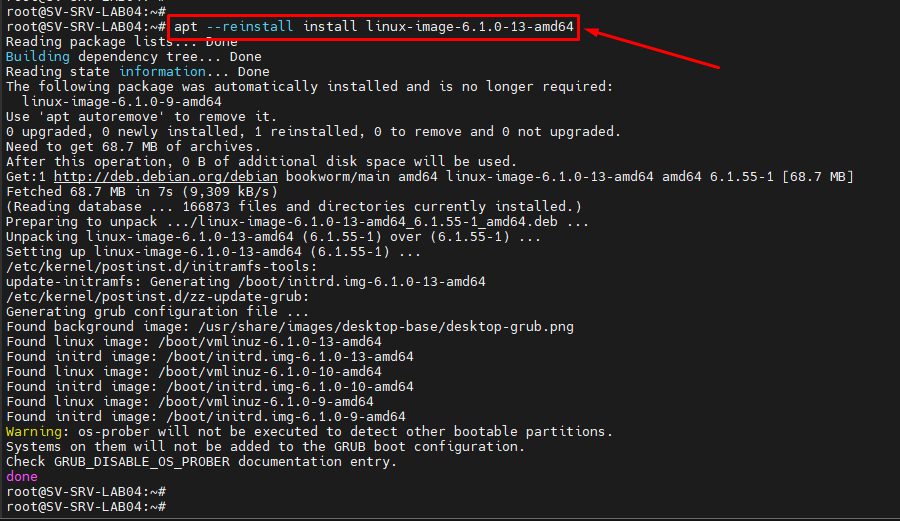 root@SV-SRV-LAB04:~#
root@SV-SRV-LAB04:~# apt --reinstall install linux-image-6.1.0-13-amd64
Reading package lists... Done
Building dependency tree... Done
Reading state information... Done
The following package was automatically installed and is no longer required:
  linux-image-6.1.0-9-amd64
Use 'apt autoremove' to remove it.
0 upgraded, 0 newly installed, 1 reinstalled, 0 to remove and 0 not upgraded.
Need to get 68.7 MB of archives.
After this operation, 0 B of additional disk space will be used.
Get:1 http://deb.debian.org/debian bookworm/main amd64 linux-image-6.1.0-13-amd64 amd64 6.1.55-1 [68.7 MB]
Fetched 68.7 MB in 7s (9,309 kB/s)
(Reading database ... 166873 files and directories currently installed.)
Preparing to unpack .../linux-image-6.1.0-13-amd64_6.1.55-1_amd64.deb ...
Unpacking linux-image-6.1.0-13-amd64 (6.1.55-1) over (6.1.55-1) ...
Setting up linux-image-6.1.0-13-amd64 (6.1.55-1) ...
/etc/kernel/postinst.d/initramfs-tools:
update-initramfs: Generating /boot/initrd.img-6.1.0-13-amd64
/etc/kernel/postinst.d/zz-update-grub:
Generating grub configuration file ...
Found background image: /usr/share/images/desktop-base/desktop-grub.png
Found linux image: /boot/vmlinuz-6.1.0-13-amd64
Found initrd image: /boot/initrd.img-6.1.0-13-amd64
Found linux image: /boot/vmlinuz-6.1.0-10-amd64
Found initrd image: /boot/initrd.img-6.1.0-10-amd64
Found linux image: /boot/vmlinuz-6.1.0-9-amd64
Found initrd image: /boot/initrd.img-6.1.0-9-amd64
Warning: os-prober will not be executed to detect other bootable partitions.
Systems on them will not be added to the GRUB boot configuration.
Check GRUB_DISABLE_OS_PROBER documentation entry.
done
root@SV-SRV-LAB04:~#
root@SV-SRV-LAB04:~#